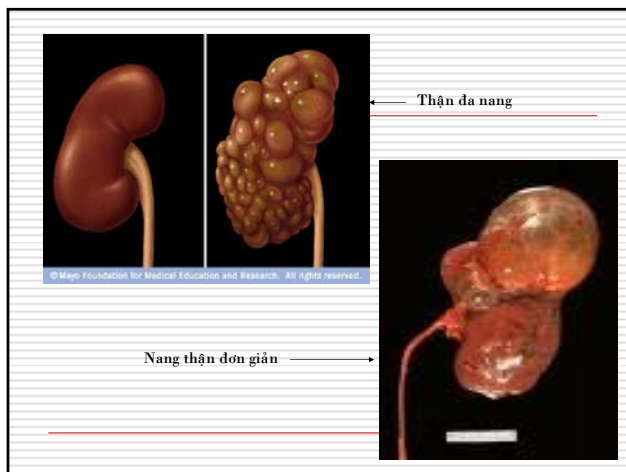 Thận đa nang
©Mayo Foundation for Medical Education and Research. All rights reserved.
Nang thận đơn giản